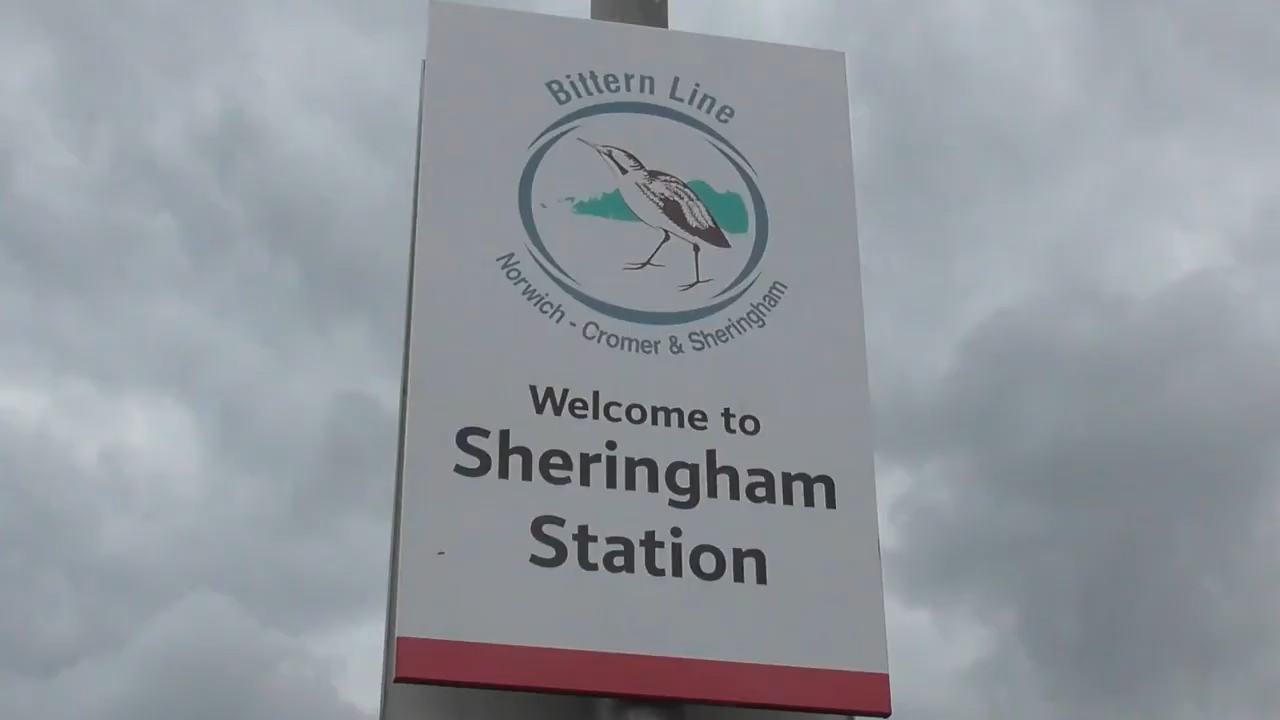 Bittern Line
Norwich - Cromer & Sheringham
Welcome to
Sheringham
Station